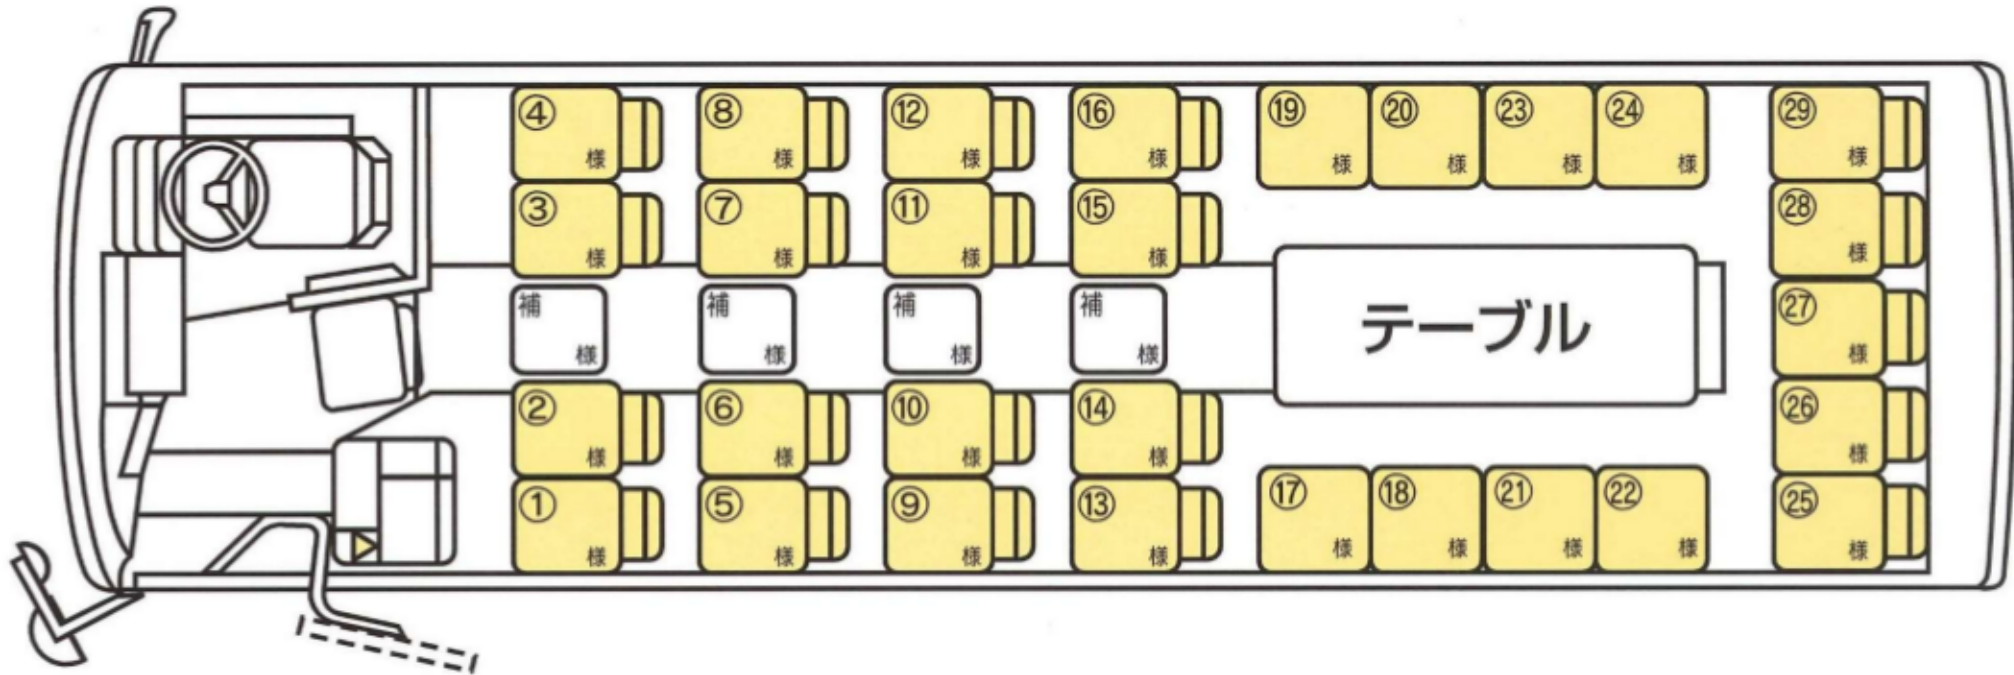 ④ 様
⑧ 様
⑫ 様
⑯ 様
⑲ 様
⑳ 様
㉓ 様
㉔ 様
㉙ 様
③ 様
⑦ 様
⑪ 様
⑮ 様
㉘ 様
補 様
補 様
補 様
補 様
テーブル
㉗ 様
② 様
⑥ 様
⑩ 様
⑭ 様
㉖ 様
① 様
⑤ 様
⑨ 様
⑬ 様
⑰ 様
⑱ 様
㉑ 様
㉒ 様
㉕ 様